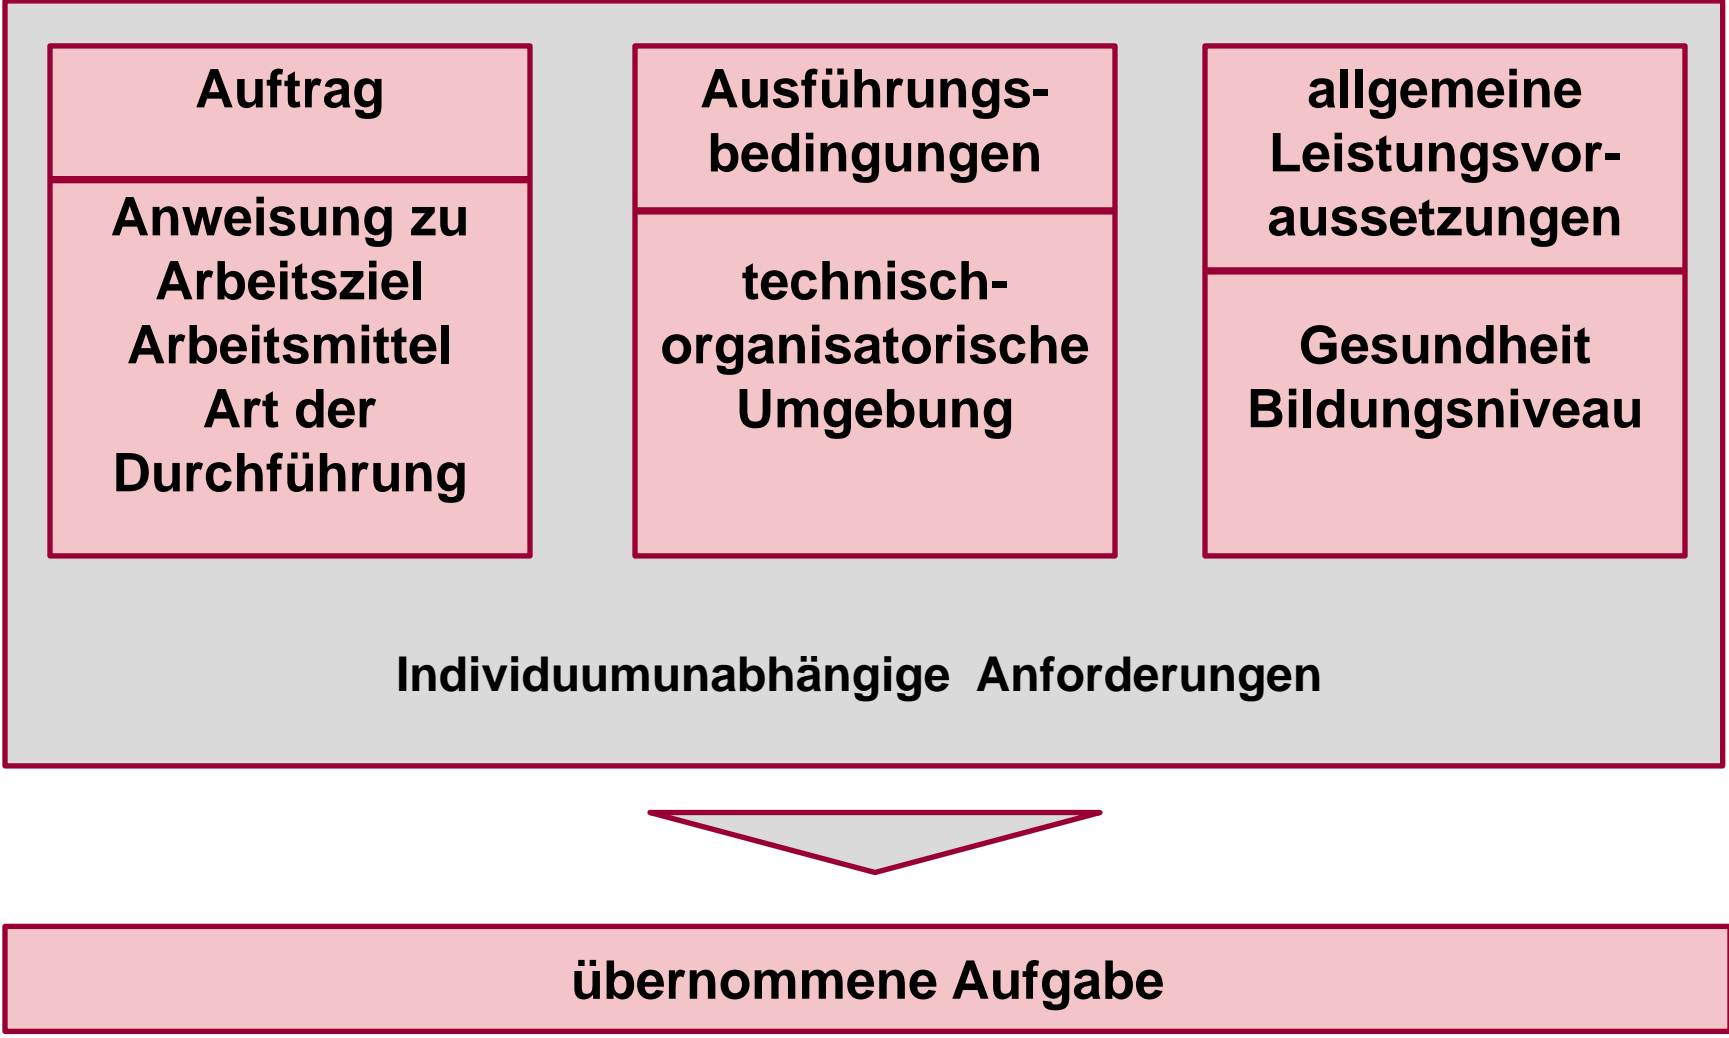 Auftrag
Anweisung zu
Arbeitsziel
Arbeitsmittel
Art der
Durchführung
Ausführungs-
bedingungen
technisch-
organisatorische
Umgebung
allgemeine
Leistungsvor-
aussetzungen
Gesundheit
Bildungsniveau
Individuumunabhängige Anforderungen
übernommene Aufgabe